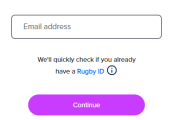 Email address
We'll quickly check if you already
have a Rugby ID
Continue